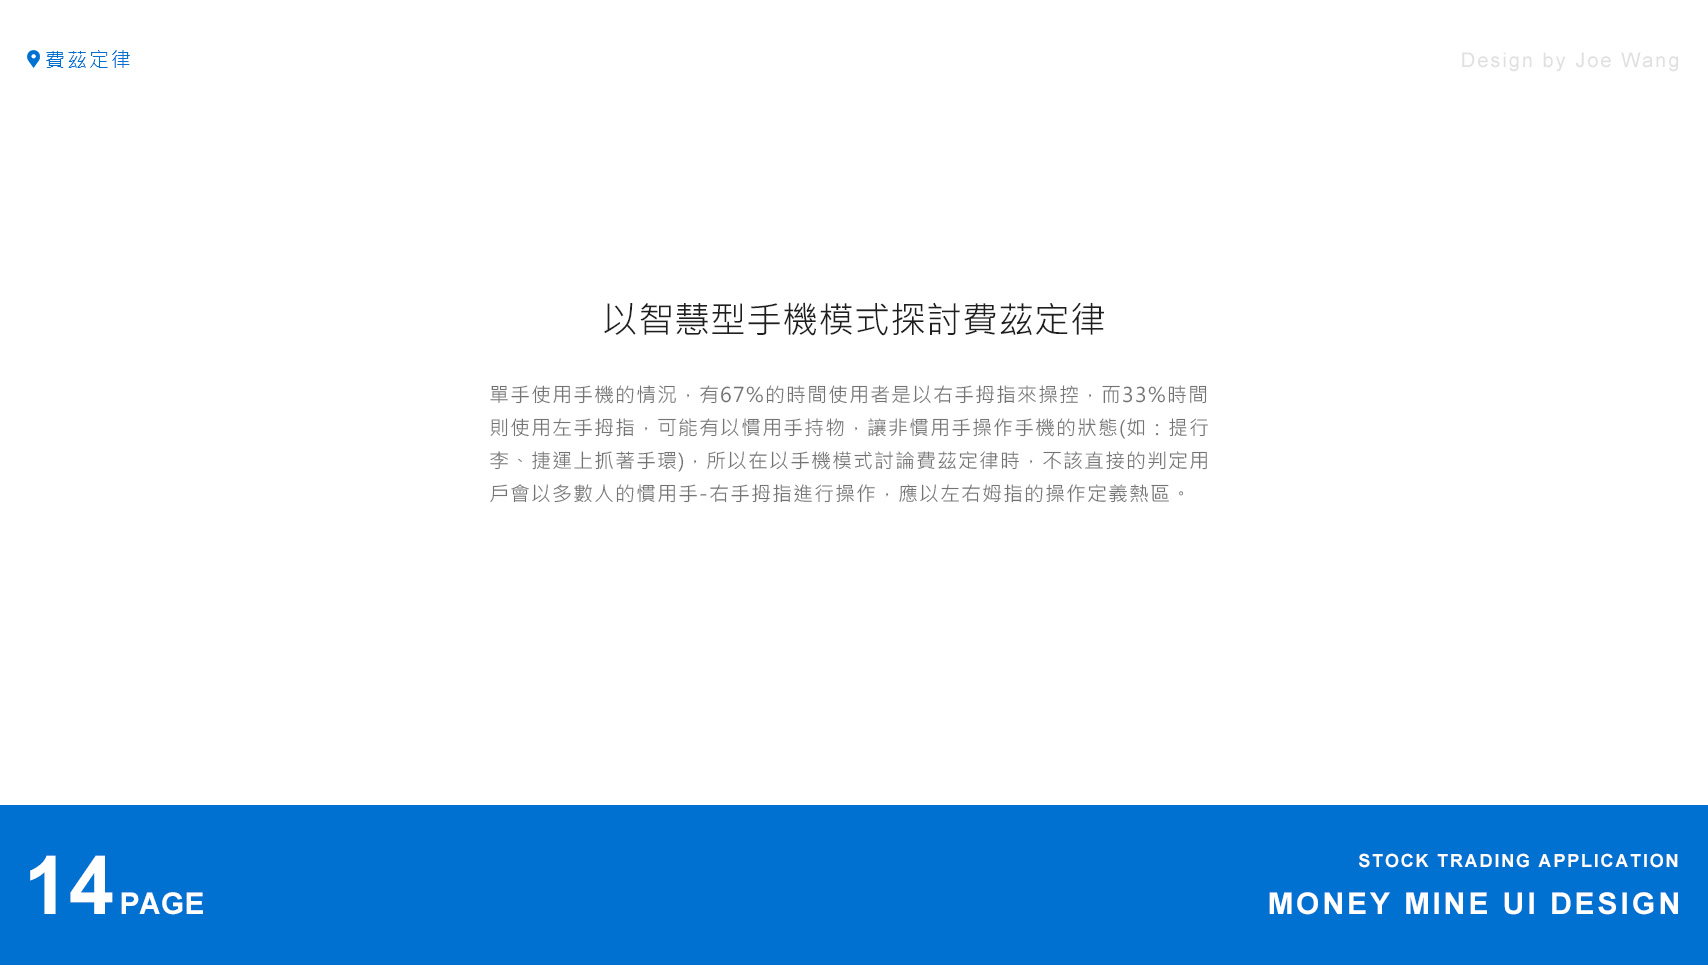 費茲定律
Design by Joe Wang
以智慧型手機模式探討費茲定律
單手使用手機的情況，有67%的時間使用者是以右手拇指來操控，而33%時間
則使用左手拇指，可能有以慣用手持物，讓非慣用手操作手機的狀態(如：提行
李、捷運上抓著手環)，所以在以手機模式討論費茲定律時，不該直接的判定用
戶會以多數人的慣用手-右手拇指進行操作，應以左右姆指的操作定義熱區。
14 PAGE
STOCK TRADING APPLICATION
MONEY MINE UI DESIGN